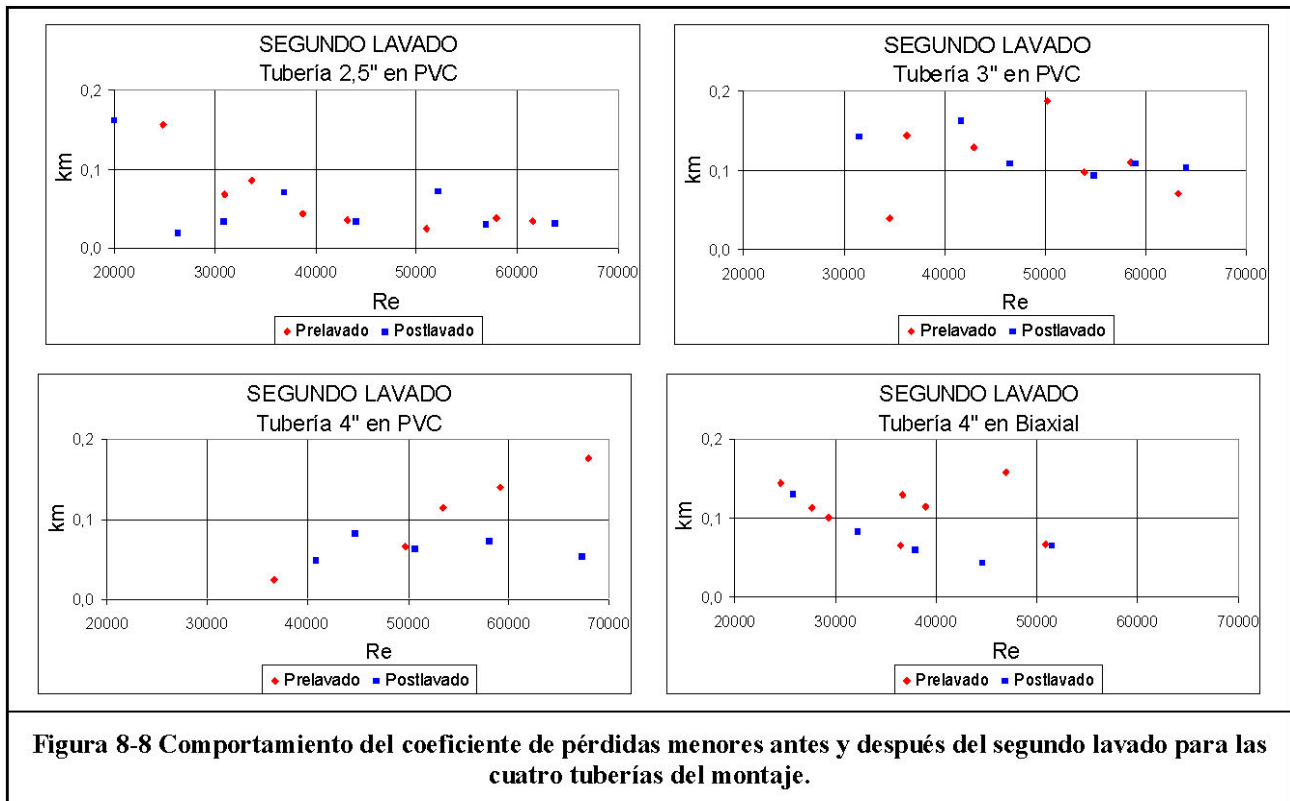 SEGUNDO LAVADO
Tubería 2,5" en PVC
0,2
0,1
0,0
km
20000 30000 40000 50000 60000 70000
Re
Prelavado Postlavado
SEGUNDO LAVADO
Tubería 3" en PVC
0,2
0,1
0,0
km
20000 30000 40000 50000 60000 70000
Re
Prelavado Postlavado
SEGUNDO LAVADO
Tubería 4" en PVC
0,2
0,1
0,0
km
20000 30000 40000 50000 60000 70000
Re
Prelavado Postlavado
SEGUNDO LAVADO
Tubería 4" en Biaxial
0,2
0,1
0,0
km
20000 30000 40000 50000 60000 70000
Re
Prelavado Postlavado
Figura 8-8 Comportamiento del coeficiente de pérdidas menores antes y después del segundo lavado para las
cuatro tuberías del montaje.